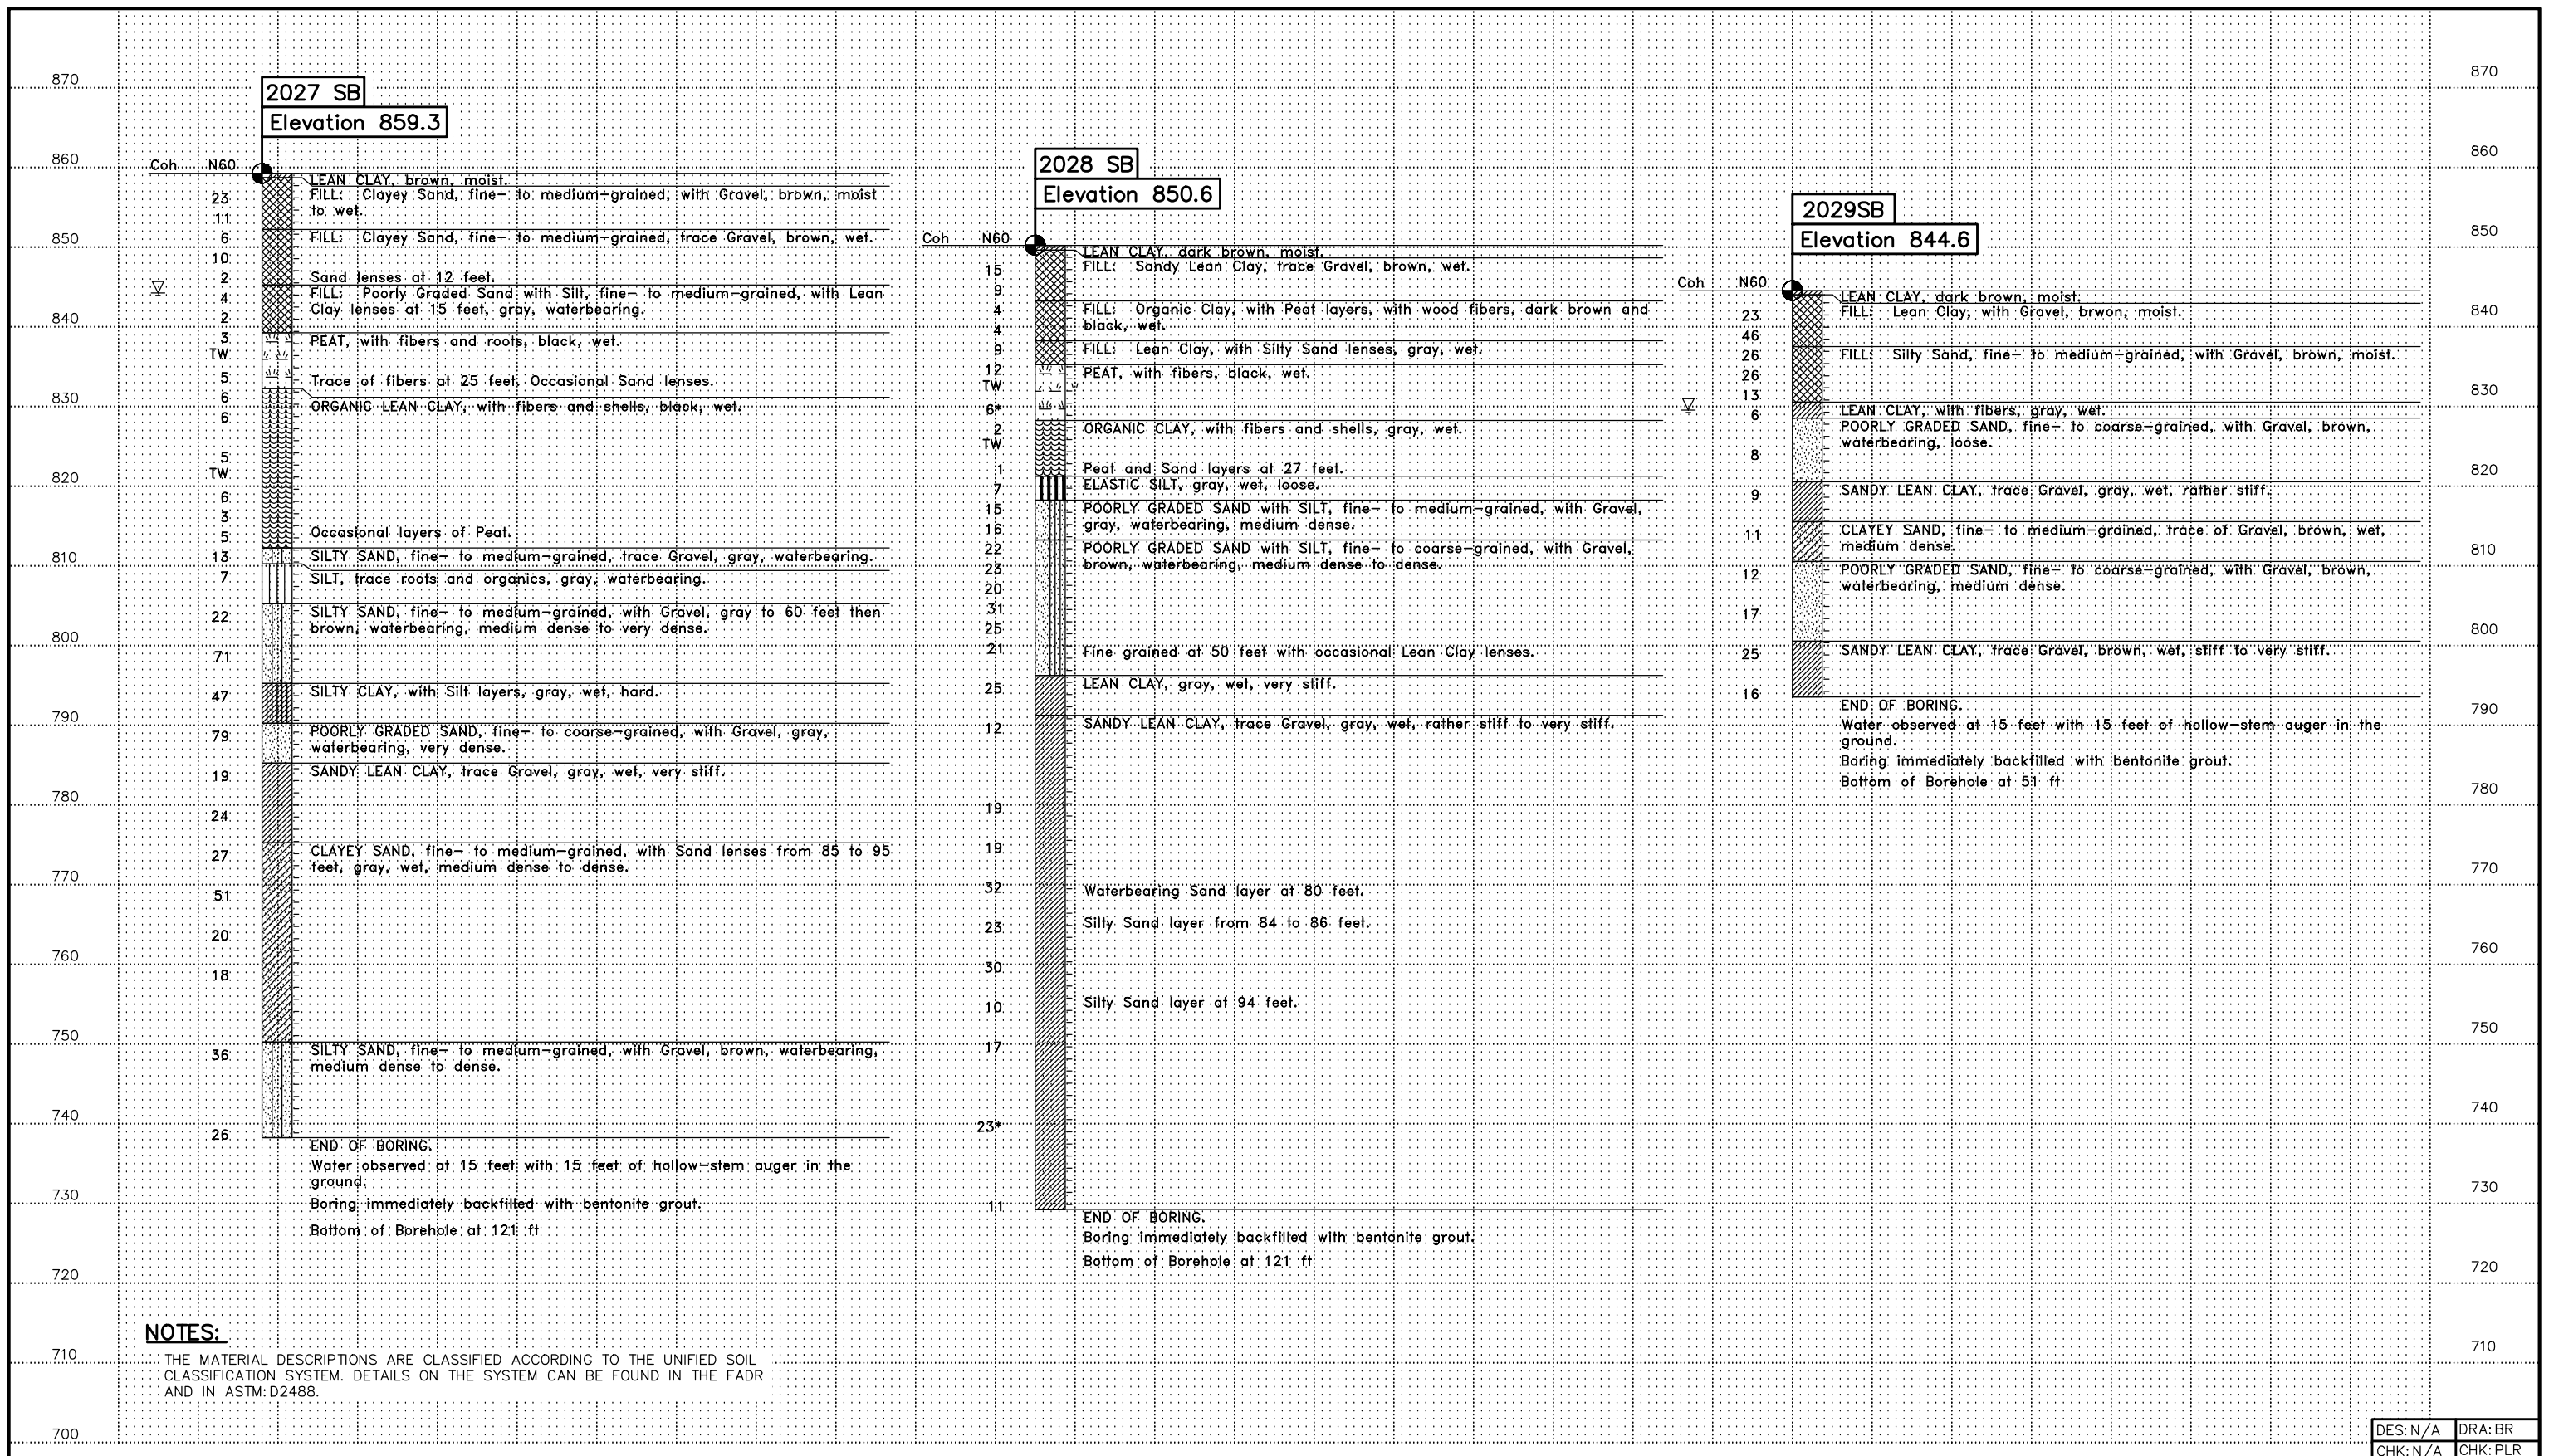 870
860
850
840
830
820
810
800
790
780
770
760
750
740
730
720
710
700
2027 SB
Elevation 859.3
Coh N60
23
11
6
10
2
4
2
3
TW
5
6
6
5
TW
6
3
5
13
7
22
71
47
79
19
24
27
51
20
18
36
26
LEAN CLAY, brown, moist.
FILL: Clayey Sand, fine- to medium-grained, with Gravel, brown, moist
to wet.
FILL: Clayey Sand, fine- to medium-grained, trace Gravel, brown, wet.
Sand lenses at 12 feet.
FILL: Poorly Graded Sand with Silt, fine- to medium-grained, with Lean
Clay lenses at 15 feet, gray, waterbearing.
PEAT, with fibers and roots, black, wet.
Trace of fibers at 25 feet, Occasional Sand lenses.
ORGANIC LEAN CLAY, with fibers and shells, black, wet.
Occasional layers of Peat.
SILTY SAND, fine- to medium-grained, trace Gravel, gray, waterbearing.
SILT, trace roots and organics, gray, waterbearing.
SILTY SAND, fine- to medium-grained, with Gravel, gray to 60 feet then
brown, waterbearing, medium dense to very dense.
SILTY CLAY, with Silt layers, gray, wet, hard.
POORLY GRADED SAND, fine- to coarse-grained, with Gravel, gray,
waterbearing, very dense.
SANDY LEAN CLAY, trace Gravel, gray, wet, very stiff.
CLAYEY SAND, fine- to medium-grained, with Sand lenses from 85 to 95
feet, gray, wet, medium dense to dense.
SILTY SAND, fine- to medium-grained, with Gravel, brown, waterbearing,
medium dense to dense.
END OF BORING.
Water observed at 15 feet with 15 feet of hollow-stem auger in the
ground.
Boring immediately backfilled with bentonite grout.
Bottom of Borehole at 121 ft
2028 SB
Elevation 850.6
Coh N60
15
9
4
4
9
12
TW
6*
2
TW
1
7
15
16
22
23
20
31
25
21
25
12
19
19
32
23
30
10
17
23*
11
LEAN CLAY, dark brown, moist.
FILL: Sandy Lean Clay, trace Gravel, brown, wet.
FILL: Organic Clay, with Peat layers, with wood fibers, dark brown and
black, wet.
FILL: Lean Clay, with Silty Sand lenses, gray, wet.
PEAT, with fibers, black, wet.
ORGANIC CLAY, with fibers and shells, gray, wet.
Peat and Sand layers at 27 feet.
ELASTIC SILT, gray, wet, loose.
POORLY GRADED SAND with SILT, fine- to medium-grained, with Gravel,
gray, waterbearing, medium dense.
POORLY GRADED SAND with SILT, fine- to coarse-grained, with Gravel,
brown, waterbearing, medium dense to dense.
Fine grained at 50 feet with occasional Lean Clay lenses.
LEAN CLAY, gray, wet, very stiff.
SANDY LEAN CLAY, trace Gravel, gray, wet, rather stiff to very stiff.
Waterbearing Sand layer at 80 feet.
Silty Sand layer from 84 to 86 feet.
Silty Sand layer at 94 feet.
END OF BORING.
Boring immediately backfilled with bentonite grout.
Bottom of Borehole at 121 ft
2029SB
Elevation 844.6
Coh N60
23
46
26
26
13
6
8
9
11
12
17
25
16
LEAN CLAY, dark brown, moist.
FILL: Lean Clay, with Gravel, brwon, moist.
FILL: Silty Sand, fine- to medium-grained, with Gravel, brown, moist.
LEAN CLAY, with fibers, gray, wet.
POORLY GRADED SAND, fine- to coarse-grained, with Gravel, brown,
waterbearing, loose.
SANDY LEAN CLAY, trace Gravel, gray, wet, rather stiff.
CLAYEY SAND, fine- to medium-grained, trace of Gravel, brown, wet,
medium dense.
POORLY GRADED SAND, fine- to coarse-grained, with Gravel, brown,
waterbearing, medium dense.
SANDY LEAN CLAY, trace Gravel, brown, wet, stiff to very stiff.
END OF BORING.
Water observed at 15 feet with 15 feet of hollow-stem auger in the
ground.
Boring immediately backfilled with bentonite grout.
Bottom of Borehole at 51 ft
870
860
850
840
830
820
810
800
790
780
770
760
750
740
730
720
710
NOTES:
THE MATERIAL DESCRIPTIONS ARE CLASSIFIED ACCORDING TO THE UNIFIED SOIL
CLASSIFICATION SYSTEM. DETAILS ON THE SYSTEM CAN BE FOUND IN THE FADR
AND IN ASTM:D2488.
DES: N/A DRA: BR
CHK: N/A CHK: PLR